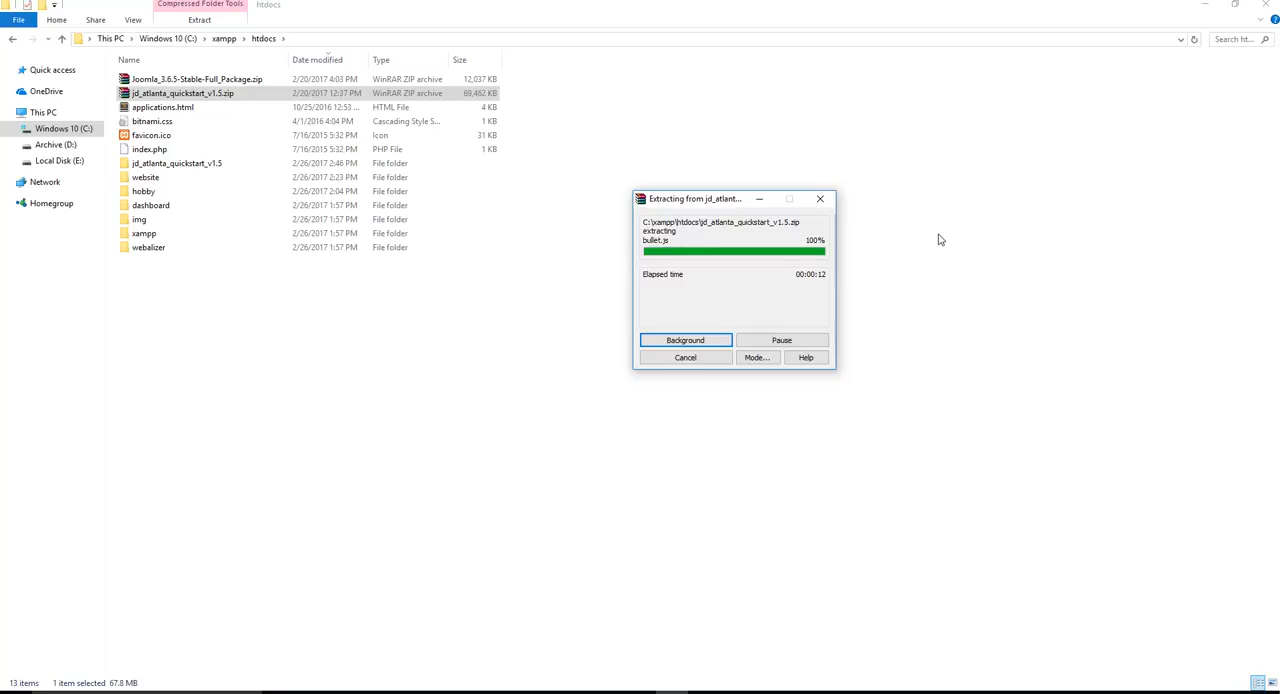 Compressed Folder Tools htdocs
File Home Share View Extract
This PC Windows 10 (C:) xampp htdocs Search ht...
Name Date modified Type Size
Quick access
OneDrive
This PC
Windows 10 (C:)
Archive (D:)
Local Disk (E:)
Network
Homegroup
Joomla_3.6.5-Stable-Full_Package.zip 2/20/2017 4:03 PM WinRAR ZIP archive 12,037 KB
jd_atlanta_quickstart_v1.5.zip 2/20/2017 12:37 PM WinRAR ZIP archive 69,462 KB
applications.html 10/25/2016 12:53 ... HTML File 4 KB
bitnami.css 4/1/2016 4:04 PM Cascading Style S... 1 KB
favicon.ico 7/16/2015 5:32 PM Icon 31 KB
index.php 7/16/2015 5:32 PM PHP File 1 KB
jd_atlanta_quickstart_v1.5 2/26/2017 2:46 PM File folder
website 2/26/2017 2:23 PM File folder
hobby 2/26/2017 2:04 PM File folder
dashboard 2/26/2017 1:57 PM File folder
img 2/26/2017 1:57 PM File folder
xampp 2/26/2017 1:57 PM File folder
webalizer 2/26/2017 1:57 PM File folder
Extracting from jd_atlant...
C:\xampp\htdocs\jd_atlanta_quickstart_v1.5.zip
extracting
bullet.js 100%
Elapsed time 00:00:12
Background Pause
Cancel Mode... Help
13 items 1 item selected 67.8 MB